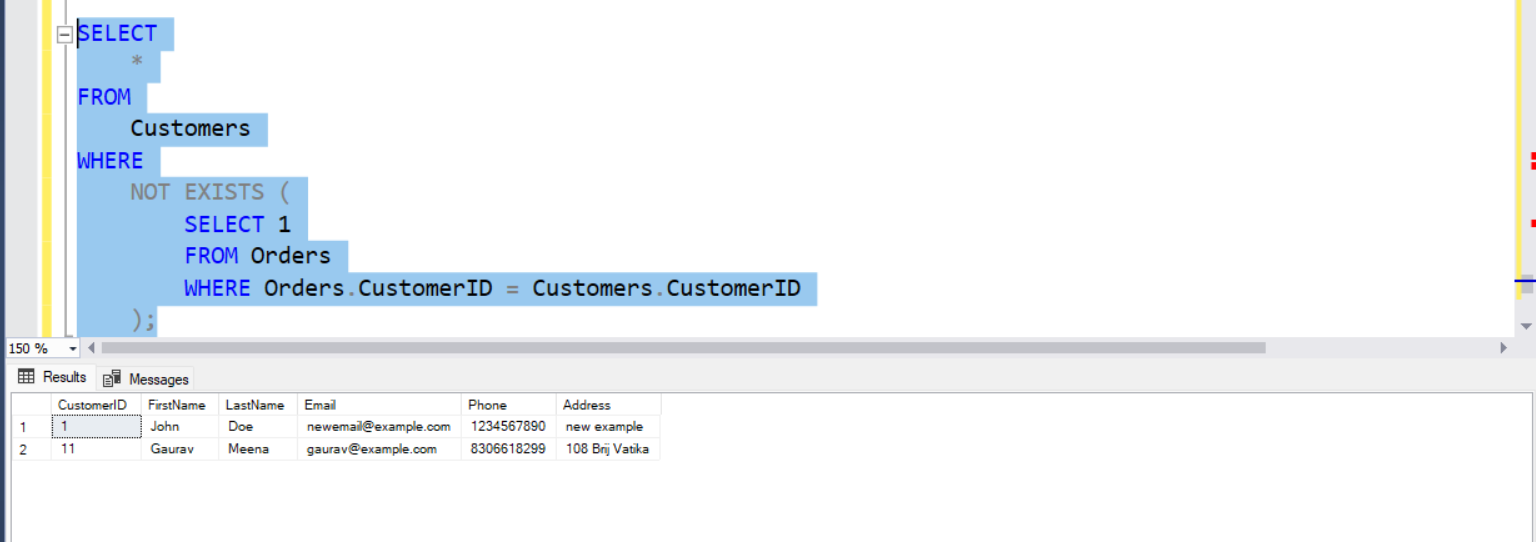 SELECT
*
FROM
Customers
WHERE
NOT EXISTS (
SELECT 1
FROM Orders
WHERE Orders.CustomerID = Customers.CustomerID
);
150 %
Results Messages
CustomerID FirstName LastName Email Phone Address
1 1 John Doe newemail@example.com 1234567890 new example
2 11 Gaurav Meena gaurav@example.com 8306618299 108 Brij Vatika